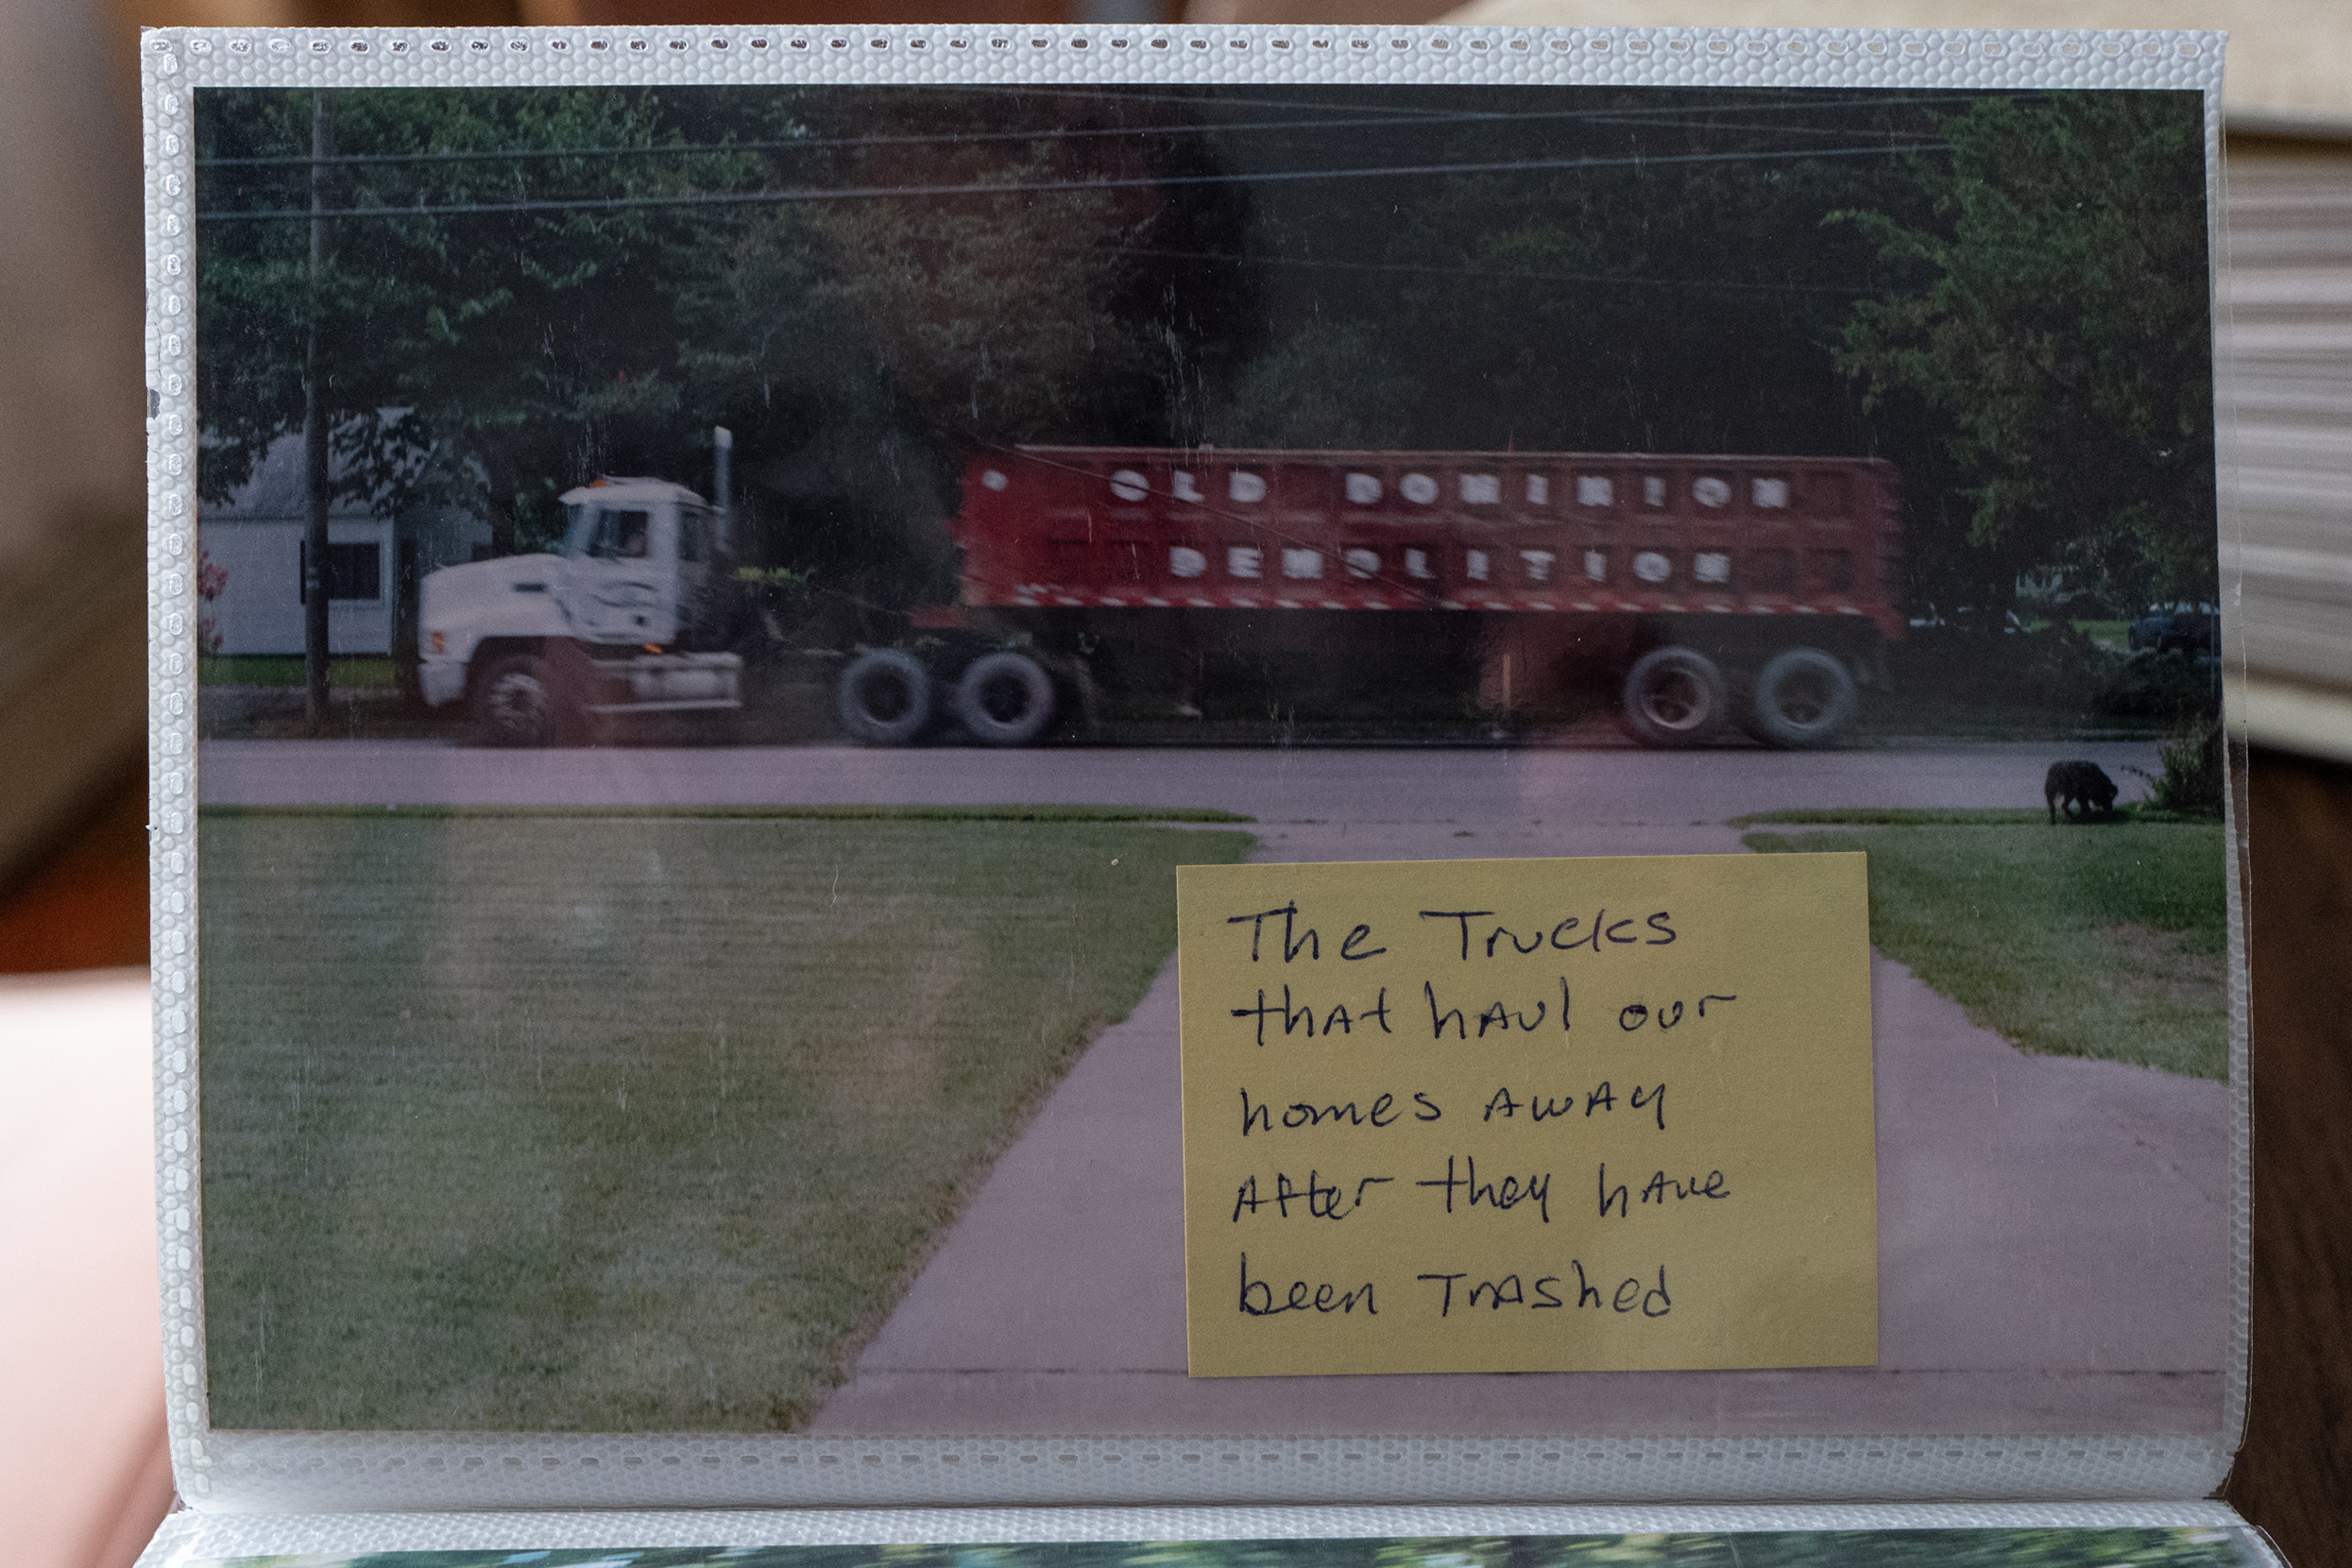 OLD DOMINION
DEMOLITION
The Trucks
that haul our
homes away
After they have
been Trashed